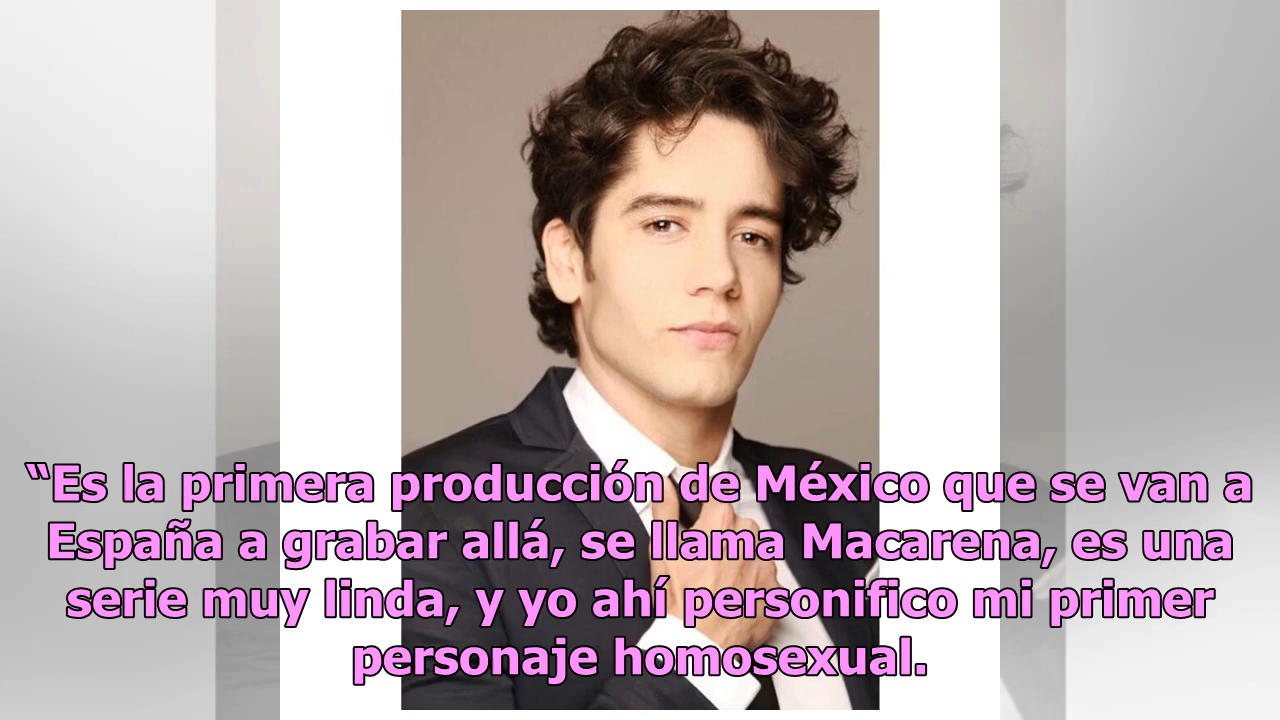 “Es la primera producción de México que se van a
España a grabar allá, se llama Macarena, es una
serie muy linda, y yo ahí personifico mi primer
personaje homosexual.